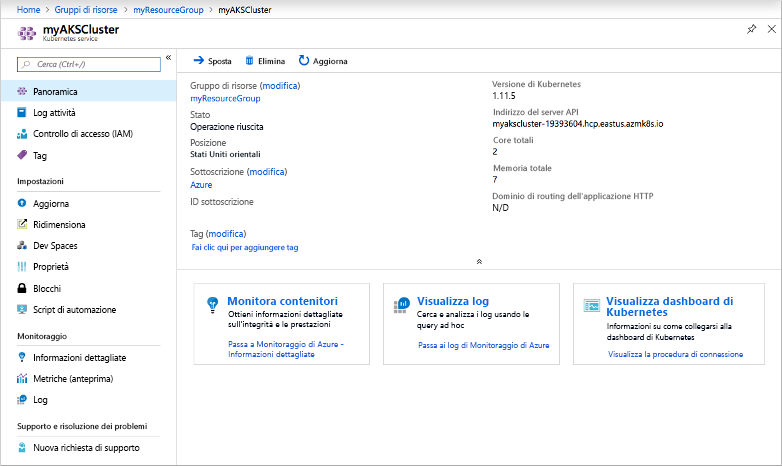 Home > Gruppi di risorse > myResourceGroup > myAKSCluster
myAKSCluster
Kubernetes service
Cerca (Ctrl+/)
Panoramica
Log attività
Controllo di accesso (IAM)
Tag
Impostazioni
Aggiorna
Ridimensiona
Dev Spaces
Proprietà
Blocchi
Script di automazione
Monitoraggio
Informazioni dettagliate
Metriche (anteprima)
Log
Supporto e risoluzione dei problemi
Nuova richiesta di supporto
Sposta Elimina Aggiorna
Gruppo di risorse (modifica)
myResourceGroup
Stato
Operazione riuscita
Posizione
Stati Uniti orientali
Sottoscrizione (modifica)
Azure
ID sottoscrizione
Versione di Kubernetes
1.11.5
Indirizzo del server API
myakscluster-19393604.hcp.eastus.azmk8s.io
Core totali
2
Memoria totale
7
Dominio di routing dell'applicazione HTTP
N/D
Tag (modifica)
Fai clic qui per aggiungere tag
Monitora contenitori
Ottieni informazioni dettagliate
sull'integrità e le prestazioni
Passa a Monitoraggio di Azure -
Informazioni dettagliate
Visualizza log
Cerca e analizza i log usando le
query ad hoc
Passa ai log di Monitoraggio di Azure
Visualizza dashboard di
Kubernetes
Informazioni su come collegarsi alla
dashboard di Kubernetes
Visualizza la procedura di connessione